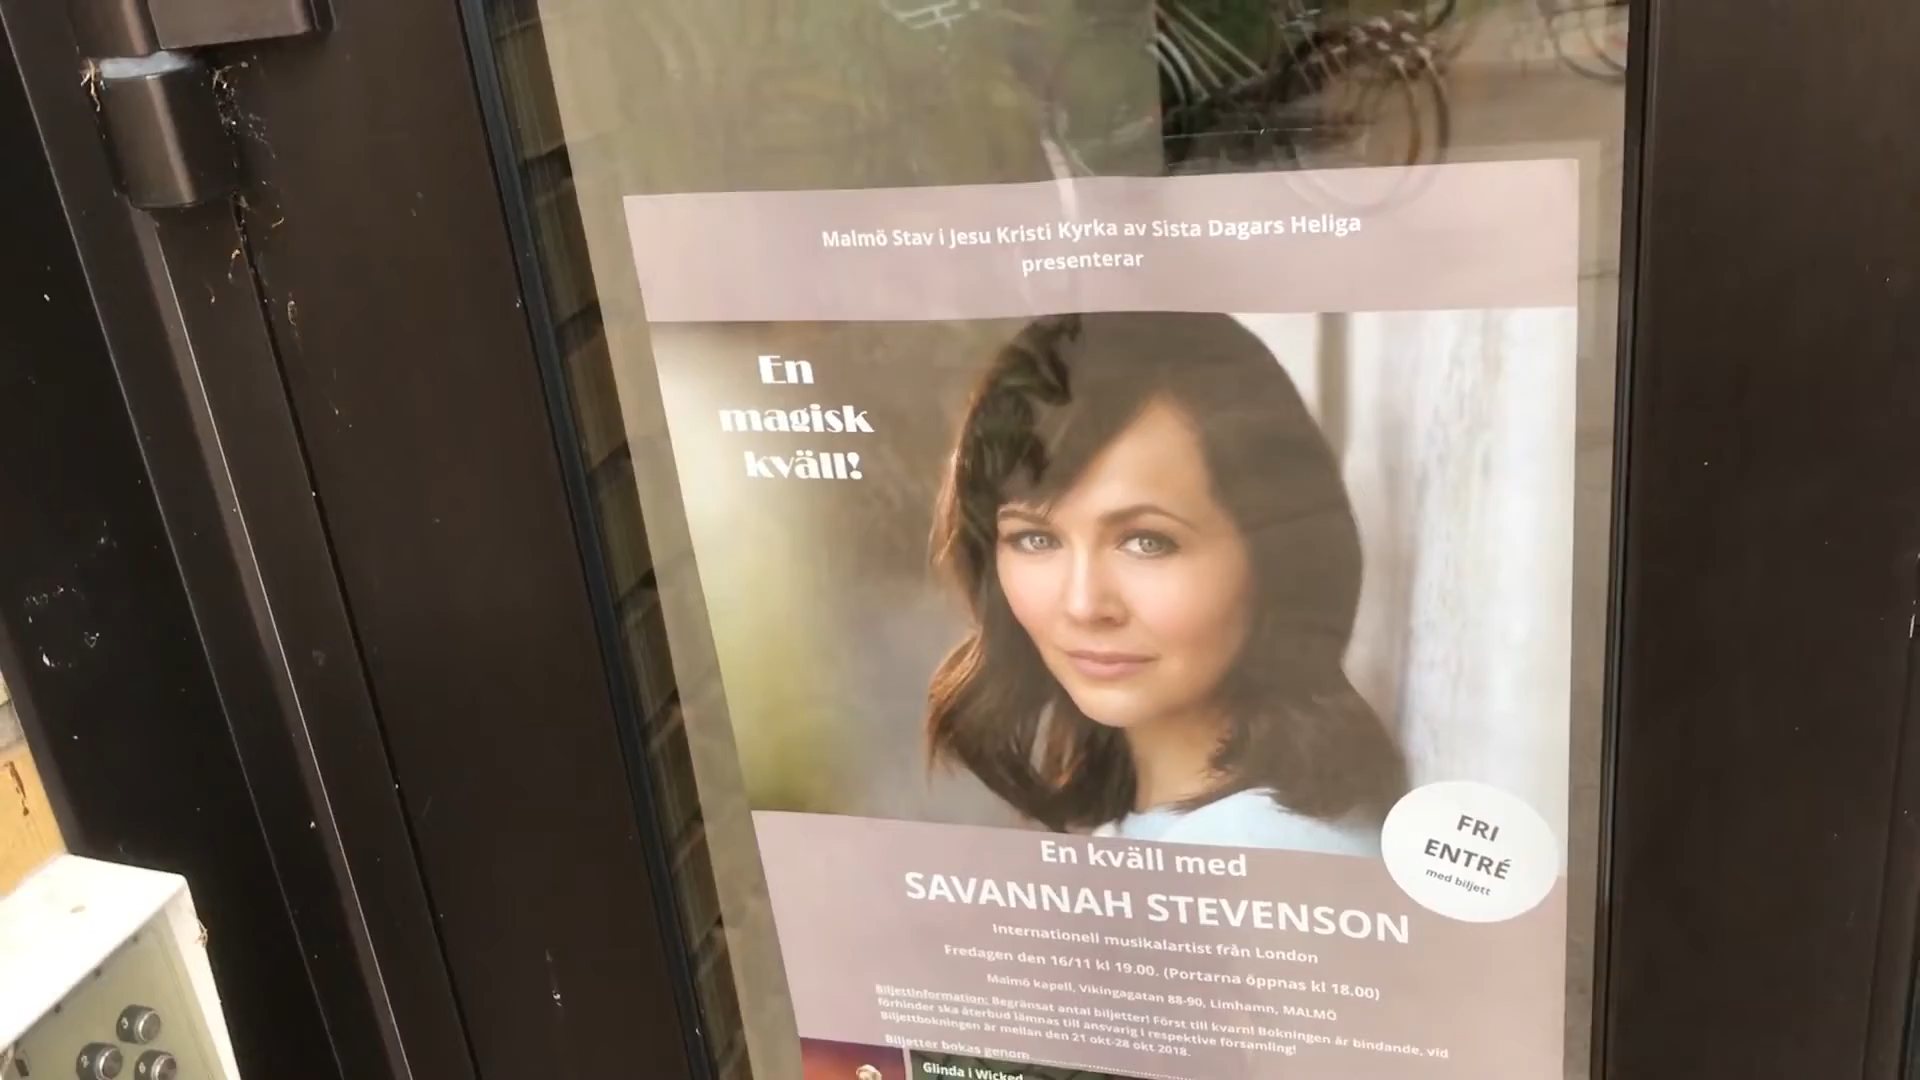 Malmö Stav i Jesu Kristi Kyrka av Sista Dagars Heliga
presenterar
En
magisk
kväll!
FRI
ENTRÉ
med biljett
En kväll med
SAVANNAH STEVENSON
Internationell musikalartist från London
Fredagen den 16/11 kl 19.00. (Portarna öppnas kl 18.00)
Malmö kapell, Vikingagatan 88-90, Limhamn, MALMÖ
Biljettinformation: Begränsat antal biljetter! Först till kvarn! Bokningen är bindande, vid
förhinder ska återbud lämnas till ansvarig i respektive församling!
Biljettbokningen är mellan den 21 okt-28 okt 2018.
Biljetter bokas genom
Glinda i Wicked